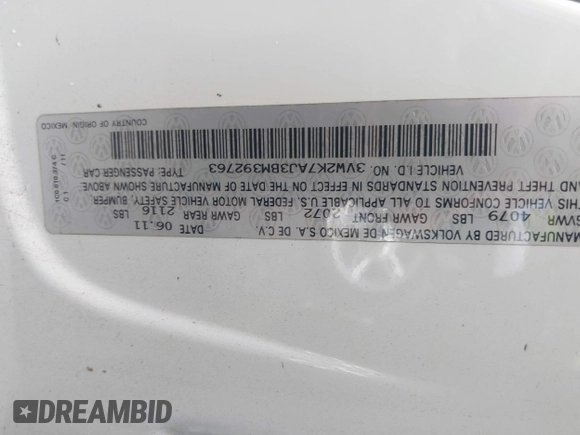 MANUFACTURED BY VOLKSWAGEN DE MEXICO S.A. DE C.V. DATE 06.11
GVWR 4079 LBS GAWR FRONT 2072 LBS GAWR REAR 2116 LBS
THIS VEHICLE CONFORMS TO ALL APPLICABLE U.S. FEDERAL MOTOR VEHICLE SAFETY, BUMPER
AND THEFT PREVENTION STANDARDS IN EFFECT ON THE DATE OF MANUFACTURE SHOWN ABOVE
VEHICLE I.D. NO. 3VW2K7AJ3BM392763 TYPE: PASSENGER CAR
COUNTRY OF ORIGIN: MEXICO
DREAMBID